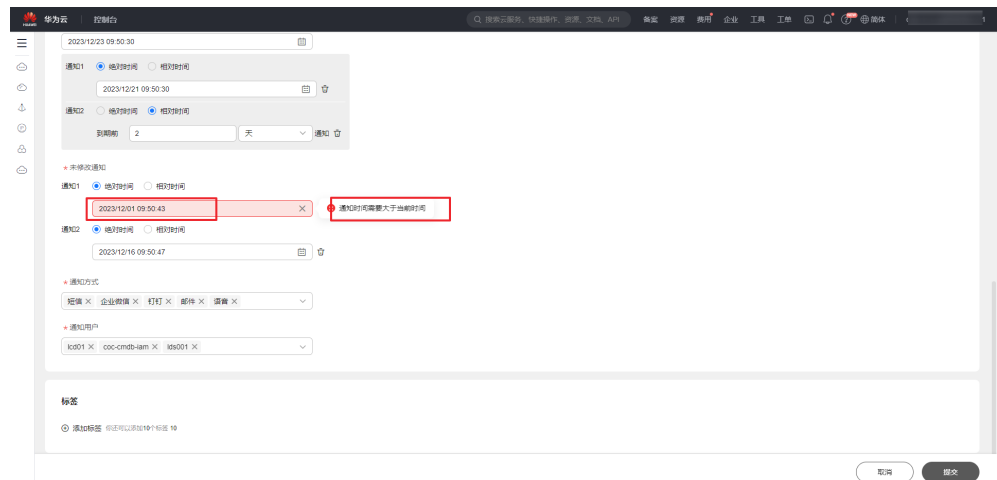 HUAWEI 华为云 控制台 搜索云服务、快捷操作、资源、文档、API 备案 资源 费用 企业 工具 工单 简体
2023/12/23 09:50:30
通知1 绝对时间 相对时间
2023/12/21 09:50:30
通知2 绝对时间 相对时间
到期前 2 天 通知
* 未修改通知
通知1 绝对时间 相对时间
2023/12/01 09:50:43 通知时间需要大于当前时间
通知2 绝对时间 相对时间
2023/12/16 09:50:47
* 通知方式
短信 企业微信 钉钉 邮件 语音
* 通知用户
lcd01 coc-cmdb-iam lds001
标签
添加标签 你还可以添加10个标签 10
取消 提交